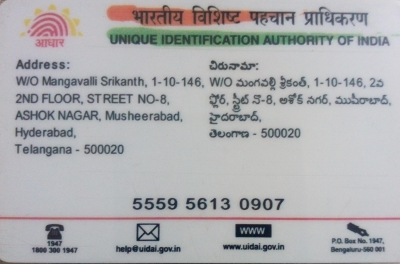 भारतीय विशिष्ट पहचान प्राधिकरण
आधार
UNIQUE IDENTIFICATION AUTHORITY OF INDIA
Address:
W/O Mangavalli Srikanth, 1-10-146,
2ND FLOOR, STREET NO-8,
ASHOK NAGAR, Musheerabad,
Hyderabad,
Telangana - 500020
చిరునామా:
W/O మంగవల్లి శ్రీకంత్, 1-10-146, 2వ
ఫ్లోర్, స్ట్రీట్ నొ-8, అశోక్ నగర్, ముషీరాబాద్,
హైదరాబాద్,
తెలంగాణ - 500020
5559 5613 0907
1947
1800 300 1947
help@uidai.gov.in
WWW
www.uidai.gov.in
P.O. Box No. 1947,
Bengaluru-560 001